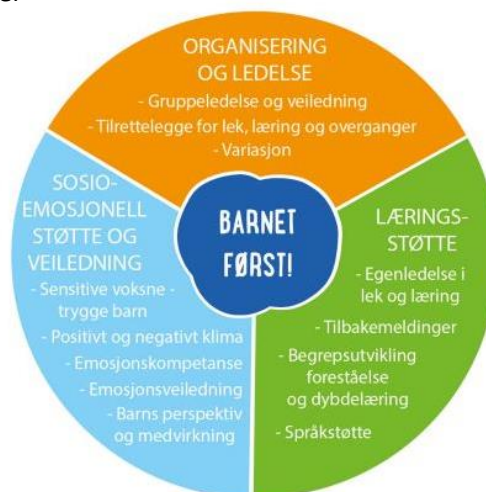 ORGANISERING
OG LEDELSE
- Gruppeledelse og veiledning
- Tilrettelegge for lek, læring og overganger
- Variasjon
SOSIO-
EMOSJONELL
STØTTE OG
VEILEDNING
- Sensitive voksne -
trygge barn
- Positivt og negativt klima
- Emosjonskompetanse
- Emosjonsveiledning
- Barns perspektiv
og medvirkning
BARNET
FØRST!
LÆRINGS-
STØTTE
- Egenledelse i
lek og læring
- Tilbakemeldinger
- Begrepsutvikling
foreståelse
og dybdelæring
- Språkstøtte